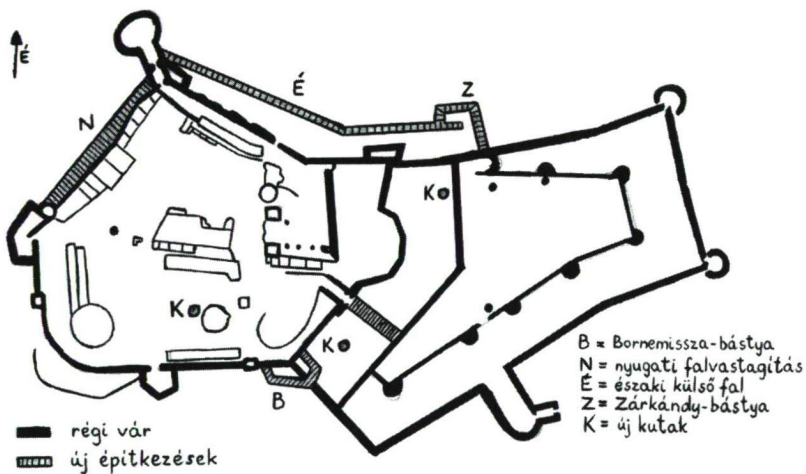 É
É
Z
N
K
K
K
B
B = Bornemissza-bástya
N = nyugati falvastagítás
É = északi külső fal
Z = Zárkándy-bástya
K = új kutak
régi vár
új építkezések